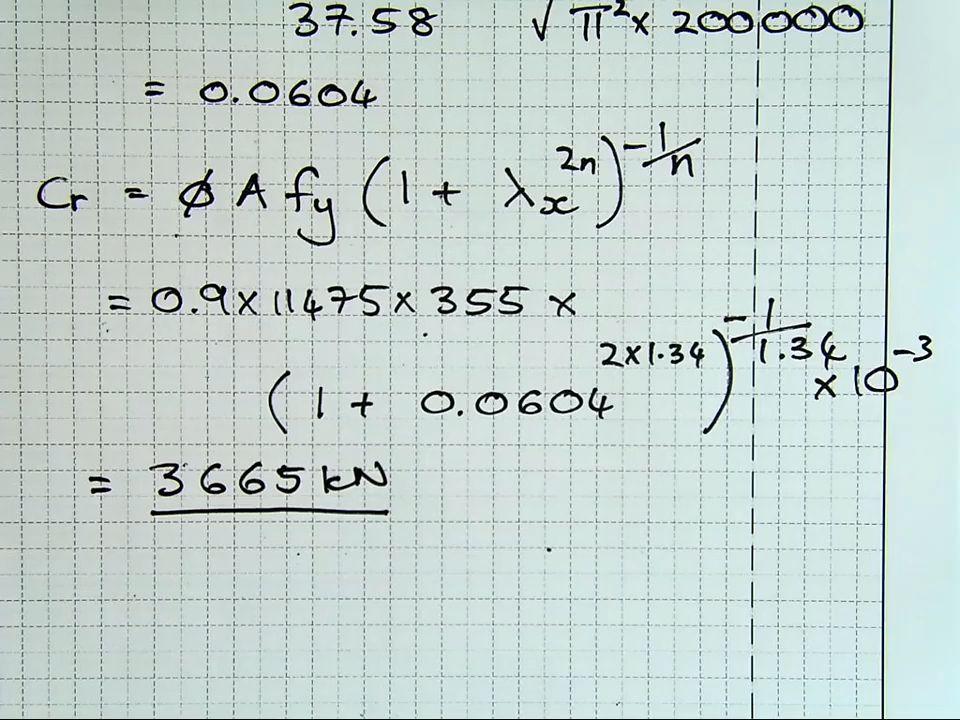 37.58 √ π² x 200000
= 0.0604
Cr = ϕ A fy (1 + λx^2n)^-1/n
= 0.9 x 11475 x 355 x
(1 + 0.0604^2x1.34)^-1/1.34 x 10^-3
= 3665 kN